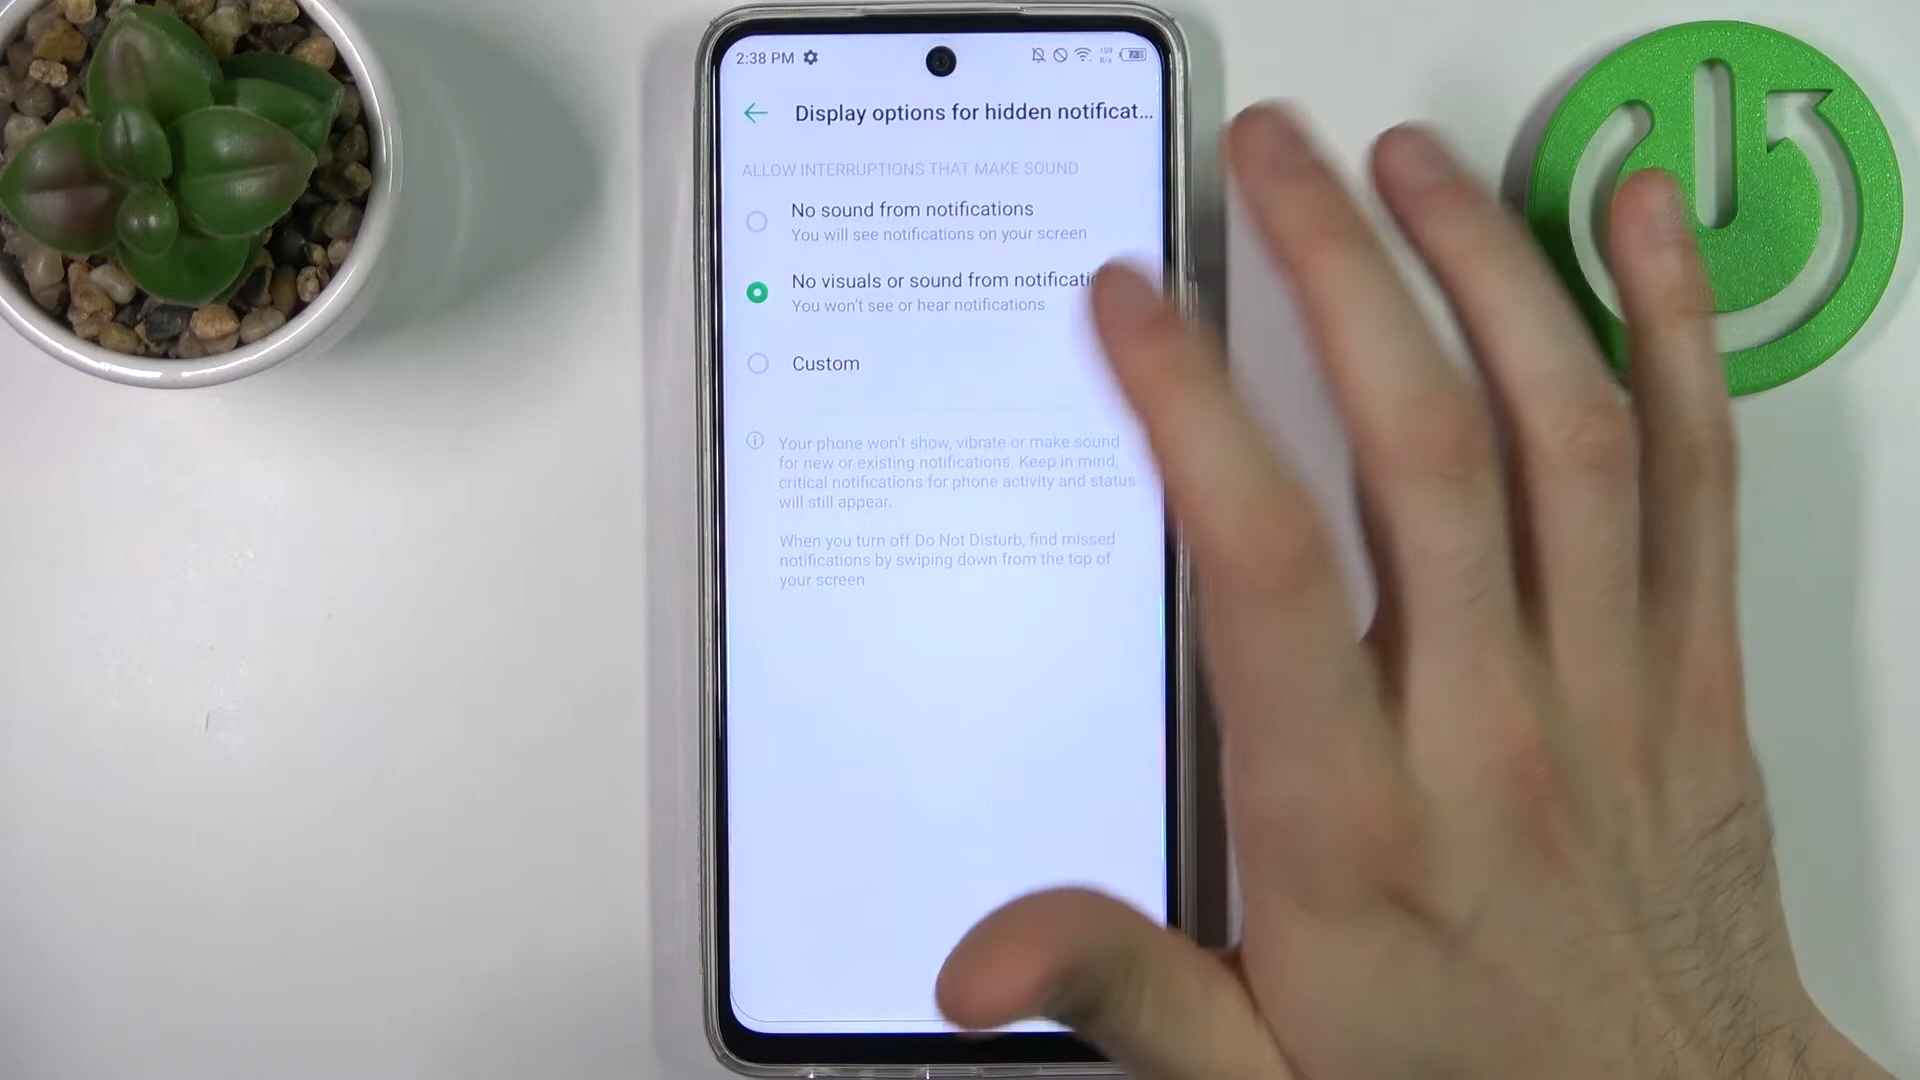 2:38 PM
73
Display options for hidden notificat...
ALLOW INTERRUPTIONS THAT MAKE SOUND
No sound from notifications
You will see notifications on your screen
No visuals or sound from
You won't see or hear notifications
Custom
Your phone won't show, vibrate or make sound
for new or existing notifications. Keep in mind,
critical notifications for phone activity and status
will still appear.
When you turn off Do Not Disturb, find missed
notifications by swiping down from the top of
your screen